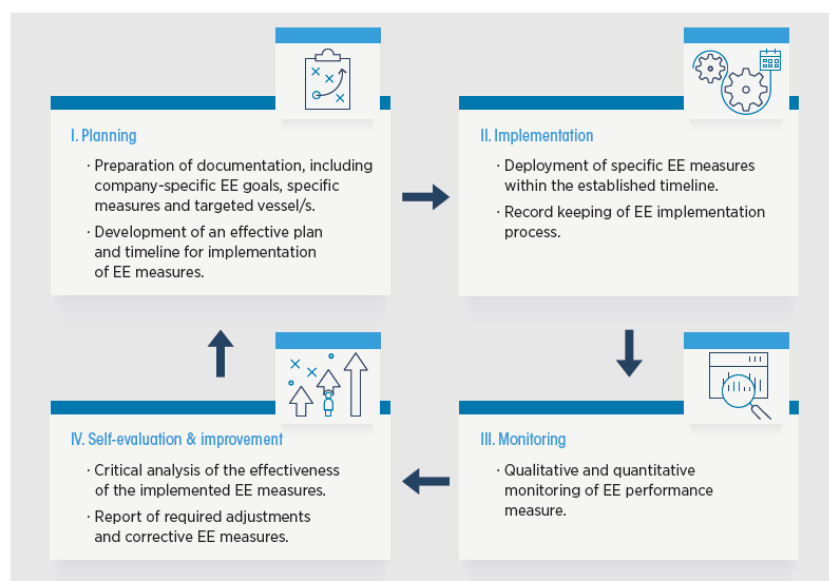 I. Planning
· Preparation of documentation, including
company-specific EE goals, specific
measures and targeted vessel/s.
· Development of an effective plan
and timeline for implementation
of EE measures.
II. Implementation
· Deployment of specific EE measures
within the established timeline.
· Record keeping of EE implementation
process.
III. Monitoring
· Qualitative and quantitative
monitoring of EE performance
measure.
IV. Self-evaluation & improvement
· Critical analysis of the effectiveness
of the implemented EE measures.
· Report of required adjustments
and corrective EE measures.